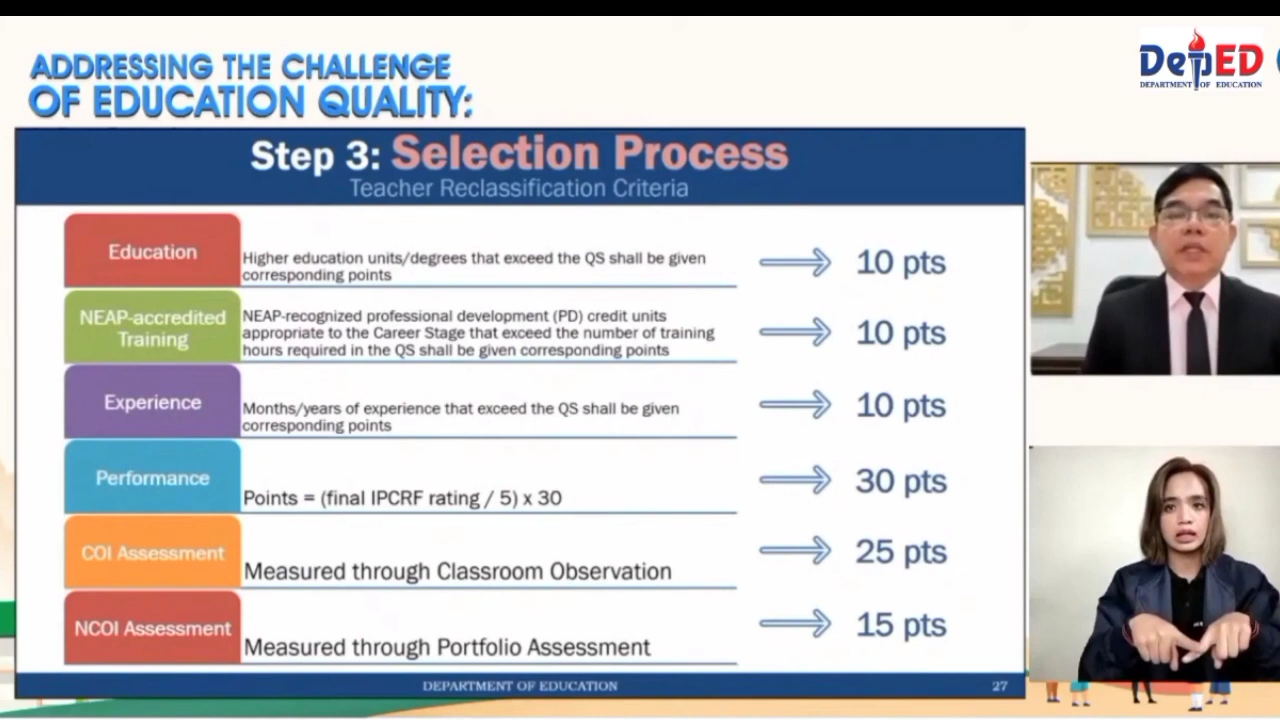 ADDRESSING THE CHALLENGE
OF EDUCATION QUALITY:
DepED
DEPARTMENT OF EDUCATION
Step 3: Selection Process
Teacher Reclassification Criteria
Education
Higher education units/degrees that exceed the QS shall be given
corresponding points
10 pts
NEAP-accredited
Training
NEAP-recognized professional development (PD) credit units
appropriate to the Career Stage that exceed the number of training
hours required in the QS shall be given corresponding points
10 pts
Experience
Months/years of experience that exceed the QS shall be given
corresponding points
10 pts
Performance
Points = (final IPCRF rating / 5) x 30
30 pts
COI Assessment
Measured through Classroom Observation
25 pts
NCOI Assessment
Measured through Portfolio Assessment
15 pts
DEPARTMENT OF EDUCATION
27